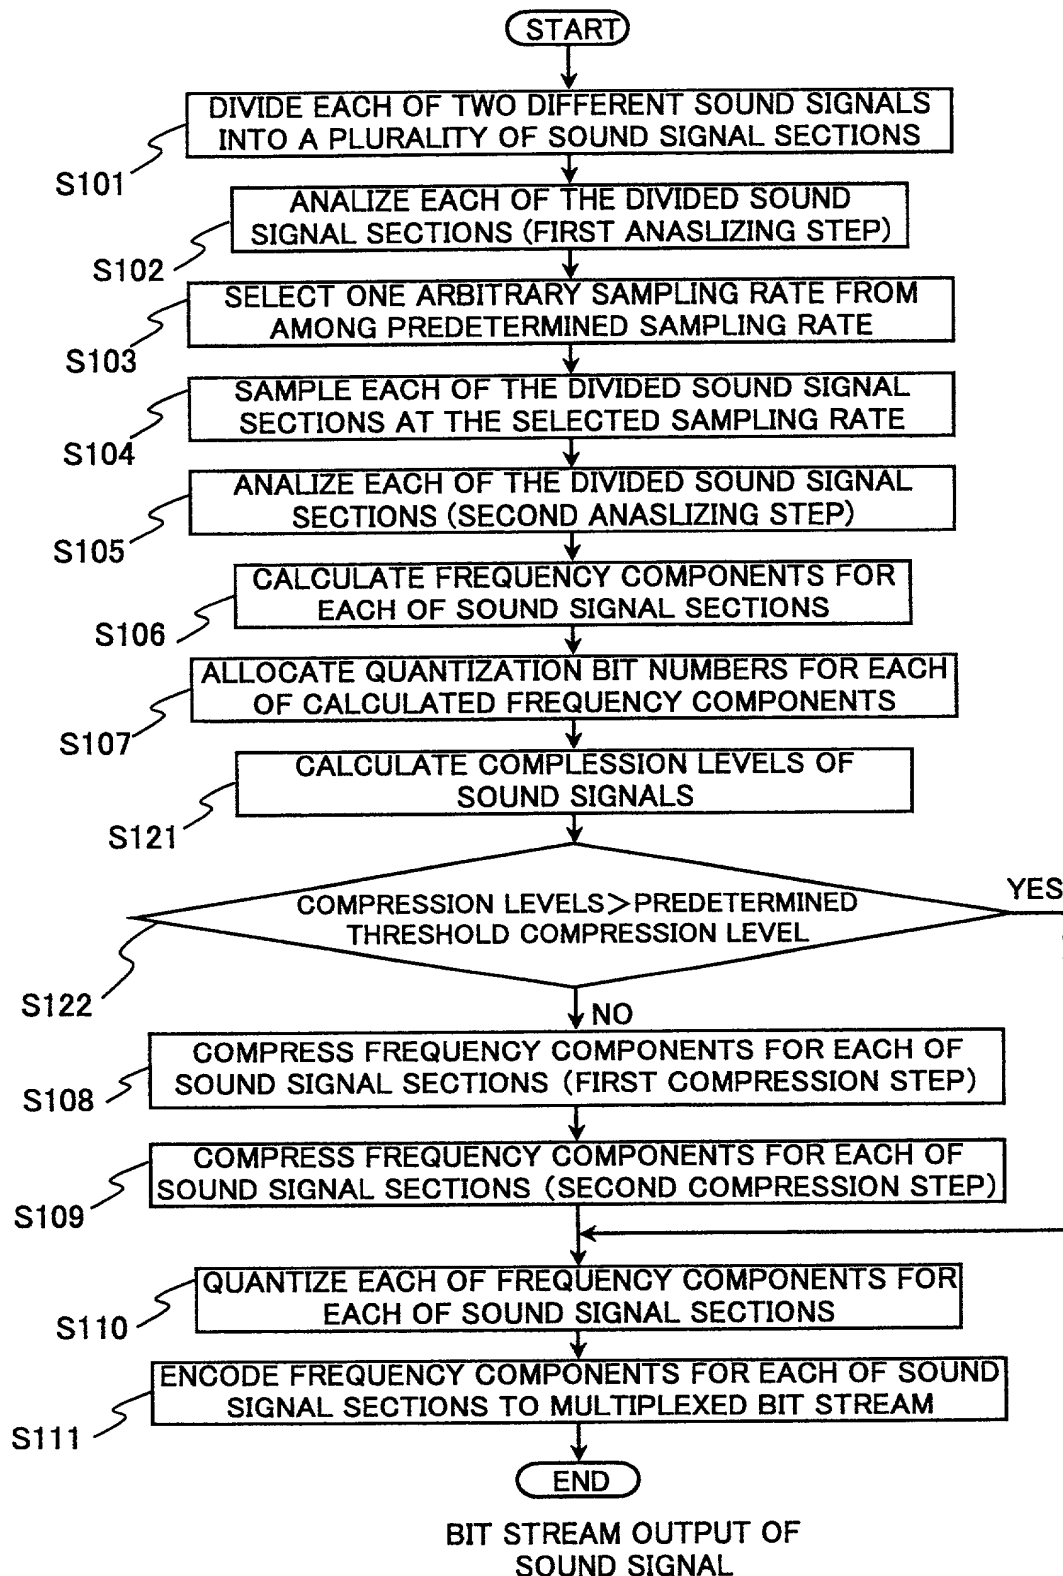 START
DIVIDE EACH OF TWO DIFFERENT SOUND SIGNALS
INTO A PLURALITY OF SOUND SIGNAL SECTIONS
S101
ANALIZE EACH OF THE DIVIDED SOUND
SIGNAL SECTIONS (FIRST ANASLIZING STEP)
S102
SELECT ONE ARBITRARY SAMPLING RATE FROM
AMONG PREDETERMINED SAMPLING RATE
S103
SAMPLE EACH OF THE DIVIDED SOUND SIGNAL
SECTIONS AT THE SELECTED SAMPLING RATE
S104
ANALIZE EACH OF THE DIVIDED SOUND SIGNAL
SECTIONS (SECOND ANASLIZING STEP)
S105
CALCULATE FREQUENCY COMPONENTS FOR
EACH OF SOUND SIGNAL SECTIONS
S106
ALLOCATE QUANTIZATION BIT NUMBERS FOR EACH
OF CALCULATED FREQUENCY COMPONENTS
S107
CALCULATE COMPLESSION LEVELS OF
SOUND SIGNALS
S121
YES
COMPRESSION LEVELS>PREDETERMINED
THRESHOLD COMPRESSION LEVEL
S122
NO
COMPRESS FREQUENCY COMPONENTS FOR EACH OF
SOUND SIGNAL SECTIONS (FIRST COMPRESSION STEP)
S108
COMPRESS FREQUENCY COMPONENTS FOR EACH OF
SOUND SIGNAL SECTIONS (SECOND COMPRESSION STEP)
S109
QUANTIZE EACH OF FREQUENCY COMPONENTS FOR
EACH OF SOUND SIGNAL SECTIONS
S110
ENCODE FREQUENCY COMPONENTS FOR EACH OF SOUND
SIGNAL SECTIONS TO MULTIPLEXED BIT STREAM
S111
END
BIT STREAM OUTPUT OF
SOUND SIGNAL